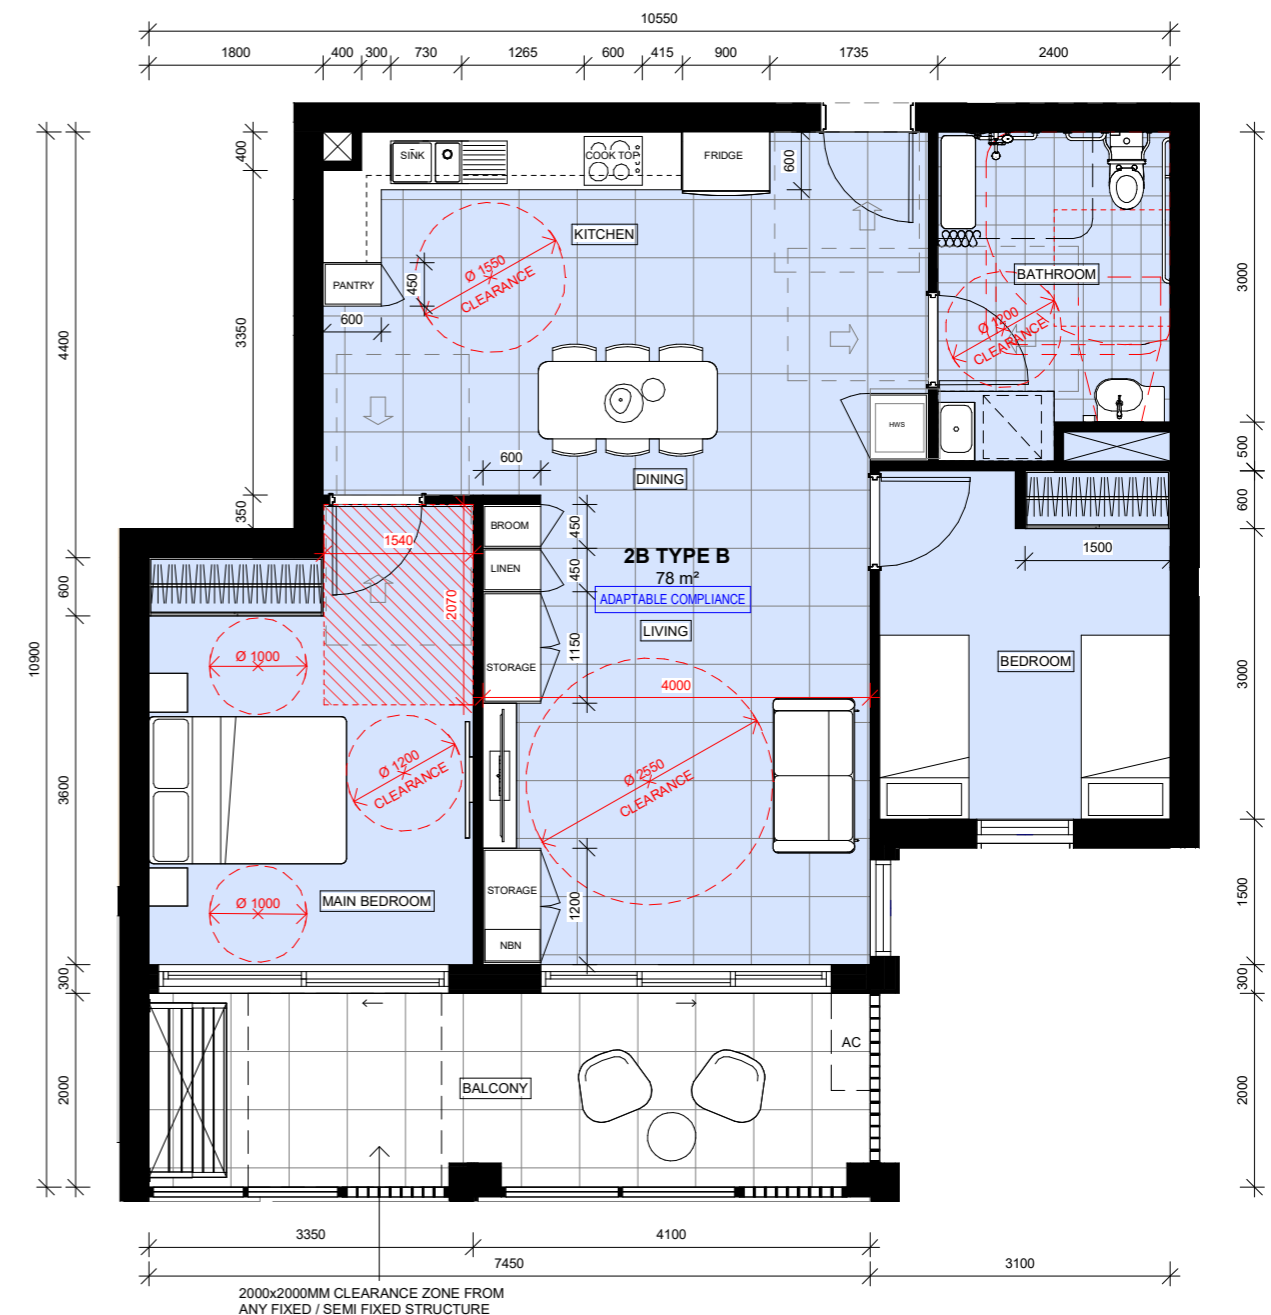 10550
1800 400 300 730 1265 600 415 900 1735 2400
400
SINK
COOK TOP
FRIDGE
600
KITCHEN
Ø 1550
CLEARANCE
450
PANTRY
600
BATHROOM
Ø 1200
CLEARANCE
3000
4400
3350
HWS
600
DINING
500
350
BROOM
450
1540
2B TYPE B
78 m²
ADAPTABLE COMPLIANCE
600
1500
LINEN
450
600
2070
LIVING
1150
STORAGE
BEDROOM
Ø 1000
4000
10900
3000
Ø 1200
CLEARANCE
Ø 2550
CLEARANCE
3600
STORAGE
1200
MAIN BEDROOM
Ø 1000
1500
NBN
300
300
AC
BALCONY
2000
2000
3350 4100
7450 3100
2000x2000MM CLEARANCE ZONE FROM
ANY FIXED / SEMI FIXED STRUCTURE